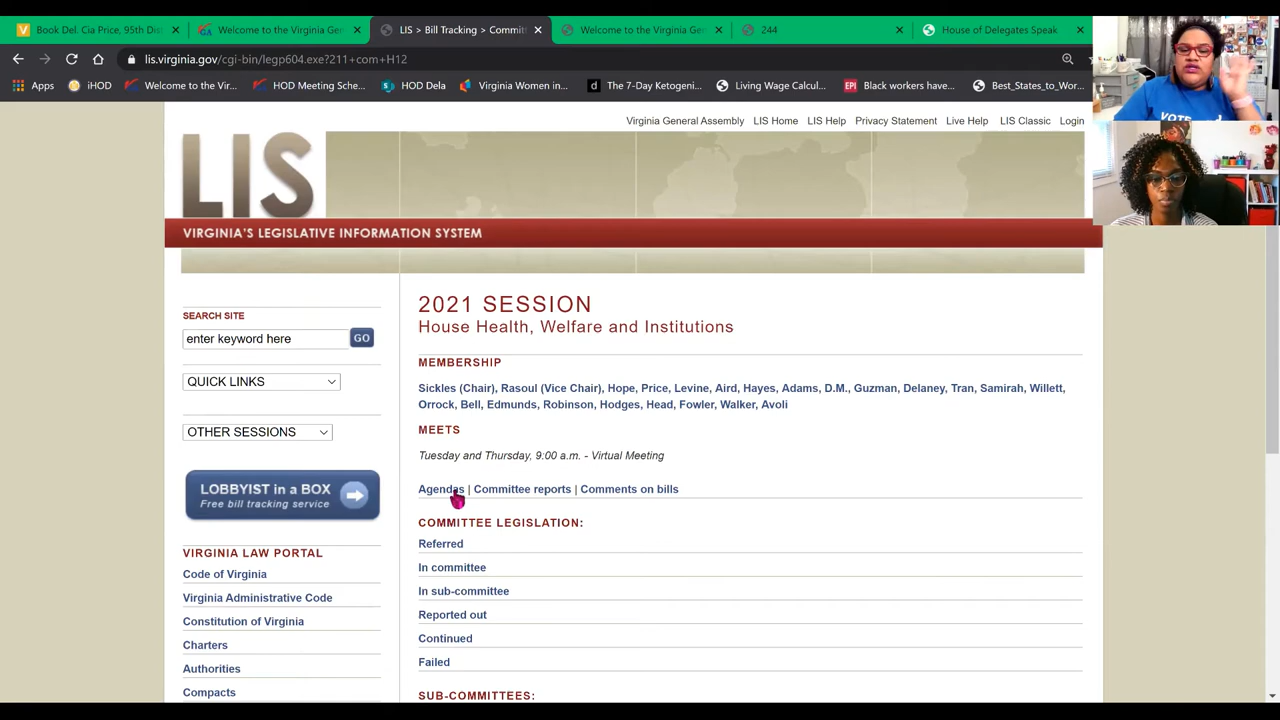 Book Del. Cia Price, 95th Dist
Welcome to the Virginia Gen
LIS > Bill Tracking > Committ
Welcome to the Virginia Gen
244
House of Delegates Speak
lis.virginia.gov/cgi-bin/legp604.exe?211+com+H12
Apps iHOD Welcome to the Vir... HOD Meeting Sche... HOD Dela Virginia Women in... The 7-Day Ketogeni... Living Wage Calcul... EPI Black workers have... Best_States_to_Wor
VOTE
Virginia General Assembly LIS Home LIS Help Privacy Statement Live Help LIS Classic Login
LIS
VIRGINIA'S LEGISLATIVE INFORMATION SYSTEM
SEARCH SITE
enter keyword here GO
QUICK LINKS
OTHER SESSIONS
LOBBYIST in a BOX
Free bill tracking service
VIRGINIA LAW PORTAL
Code of Virginia
Virginia Administrative Code
Constitution of Virginia
Charters
Authorities
Compacts
2021 SESSION
House Health, Welfare and Institutions
MEMBERSHIP
Sickles (Chair), Rasoul (Vice Chair), Hope, Price, Levine, Aird, Hayes, Adams, D.M., Guzman, Delaney, Tran, Samirah, Willett,
Orrock, Bell, Edmunds, Robinson, Hodges, Head, Fowler, Walker, Avoli
MEETS
Tuesday and Thursday, 9:00 a.m. - Virtual Meeting
Agendas | Committee reports | Comments on bills
COMMITTEE LEGISLATION:
Referred
In committee
In sub-committee
Reported out
Continued
Failed
SUB-COMMITTEES: